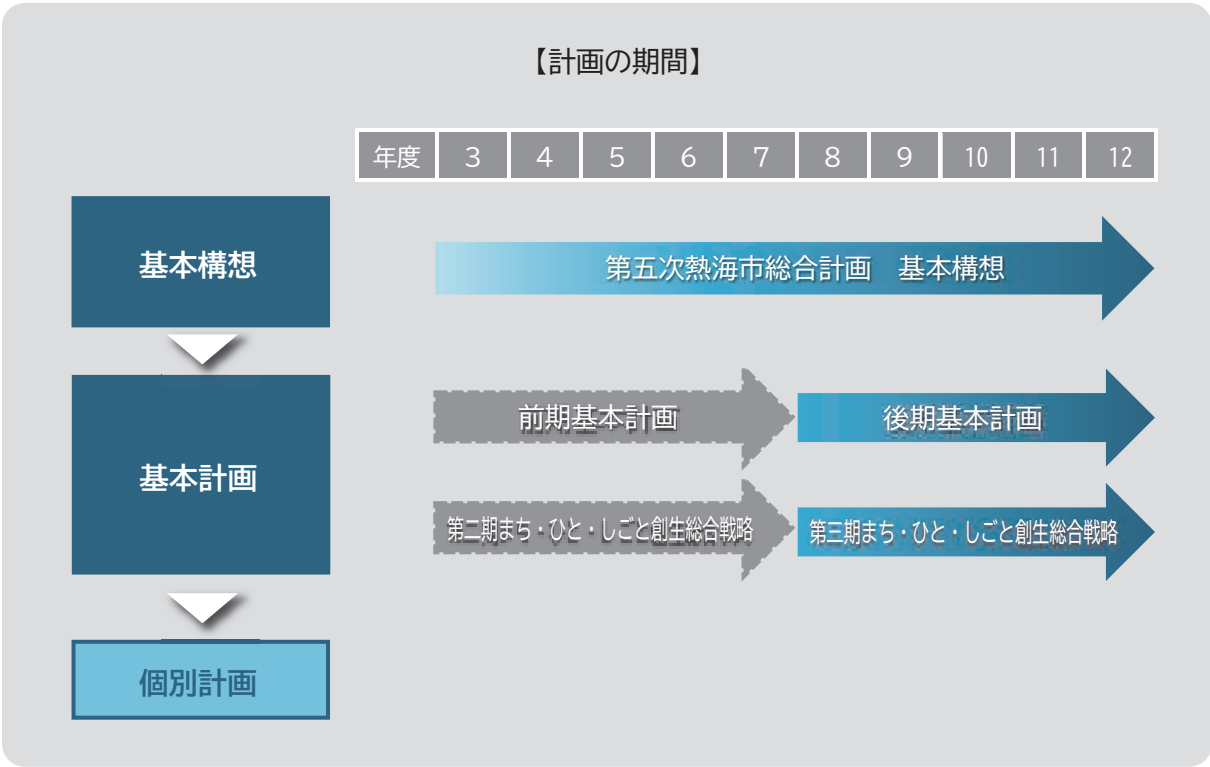 【計画の期間】
年度 3 4 5 6 7 8 9 10 11 12
基本構想
第五次熱海市総合計画　基本構想
基本計画
前期基本計画
後期基本計画
第二期まち・ひと・しごと創生総合戦略
第三期まち・ひと・しごと創生総合戦略
個別計画